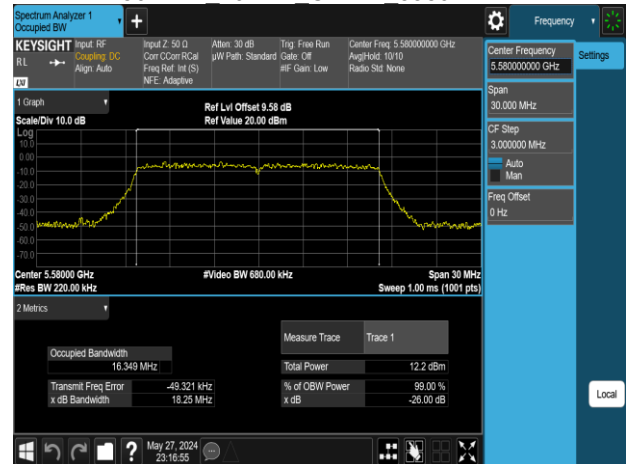 Spectrum Analyzer 1
Occupied BW
Frequency
KEYSIGHT
RL
LXI
Input: RF
Coupling: DC
Align: Auto
Input Z: 50 Ω
Corr CCorr RCal
Freq Ref: Int (S)
NFE: Adaptive
Atten: 30 dB
µW Path: Standard
Trig: Free Run
Gate: Off
#IF Gain: Low
Center Freq: 5.580000000 GHz
Avg|Hold: 10/10
Radio Std: None
1 Graph
Scale/Div 10.0 dB
Ref Lvl Offset 9.58 dB
Ref Value 20.00 dBm
Log
10.0
0.00
-10.0
-20.0
-30.0
-40.0
-50.0
-60.0
-70.0
Center 5.58000 GHz
#Video BW 680.00 kHz
Span 30 MHz
#Res BW 220.00 kHz
Sweep 1.00 ms (1001 pts)
2 Metrics
Measure Trace Trace 1
Occupied Bandwidth
16.349 MHz
Total Power 12.2 dBm
Transmit Freq Error -49.321 kHz
% of OBW Power 99.00 %
x dB Bandwidth 18.25 MHz
x dB -26.00 dB
Center Frequency
5.580000000 GHz
Settings
Span
30.000 MHz
CF Step
3.000000 MHz
Auto
Man
Freq Offset
0 Hz
Local
May 27, 2024
23:16:55